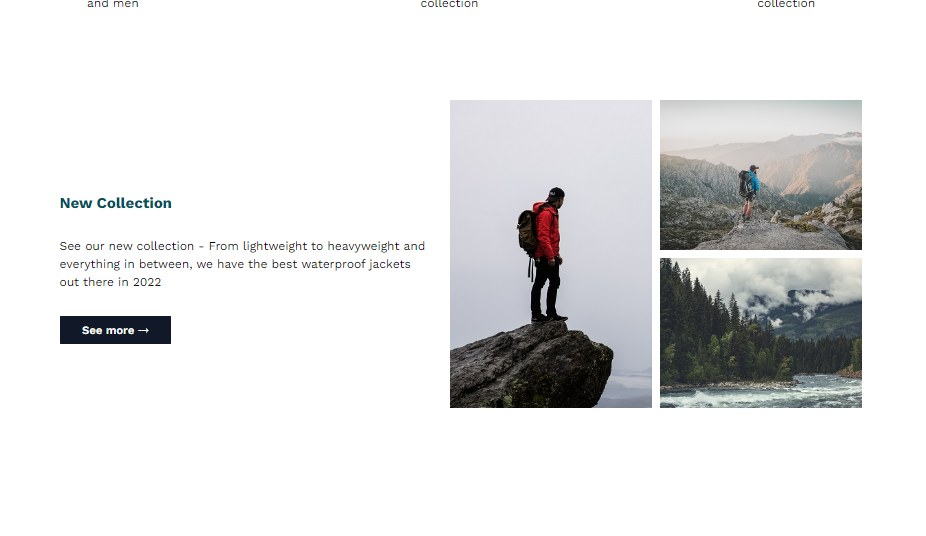 and men
collection
collection
New Collection
See our new collection - From lightweight to heavyweight and
everything in between, we have the best waterproof jackets
out there in 2022
See more →